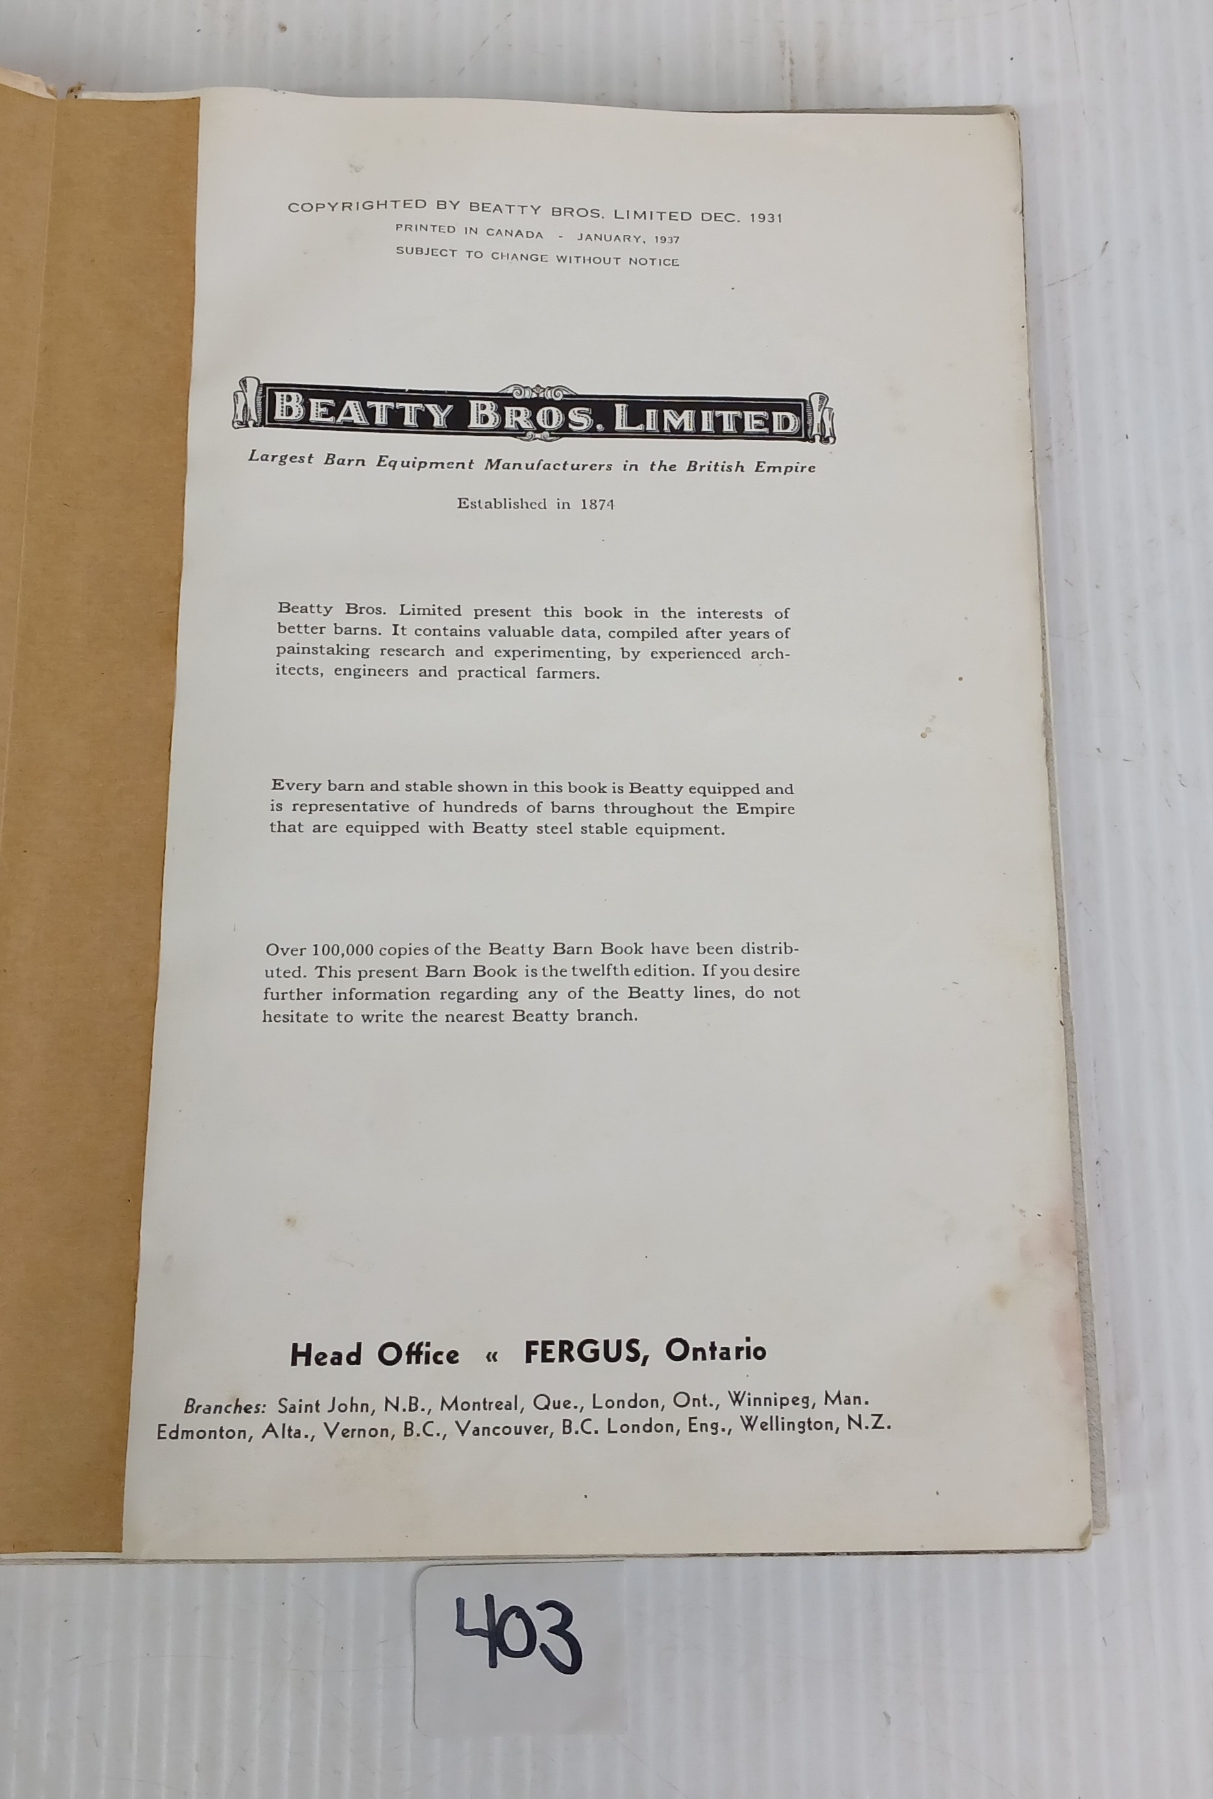 COPYRIGHTED BY BEATTY BROS. LIMITED DEC. 1931
PRINTED IN CANADA - JANUARY, 1937
SUBJECT TO CHANGE WITHOUT NOTICE
BEATTY BROS. LIMITED
Largest Barn Equipment Manufacturers in the British Empire
Established in 1874
Beatty Bros. Limited present this book in the interests of
better barns. It contains valuable data, compiled after years of
painstaking research and experimenting, by experienced arch-
itects, engineers and practical farmers.
Every barn and stable shown in this book is Beatty equipped and
is representative of hundreds of barns throughout the Empire
that are equipped with Beatty steel stable equipment.
Over 100,000 copies of the Beatty Barn Book have been distrib-
uted. This present Barn Book is the twelfth edition. If you desire
further information regarding any of the Beatty lines, do not
hesitate to write the nearest Beatty branch.
Head Office « FERGUS, Ontario
Branches: Saint John, N.B., Montreal, Que., London, Ont., Winnipeg, Man.
Edmonton, Alta., Vernon, B.C., Vancouver, B.C. London, Eng., Wellington, N.Z.
403